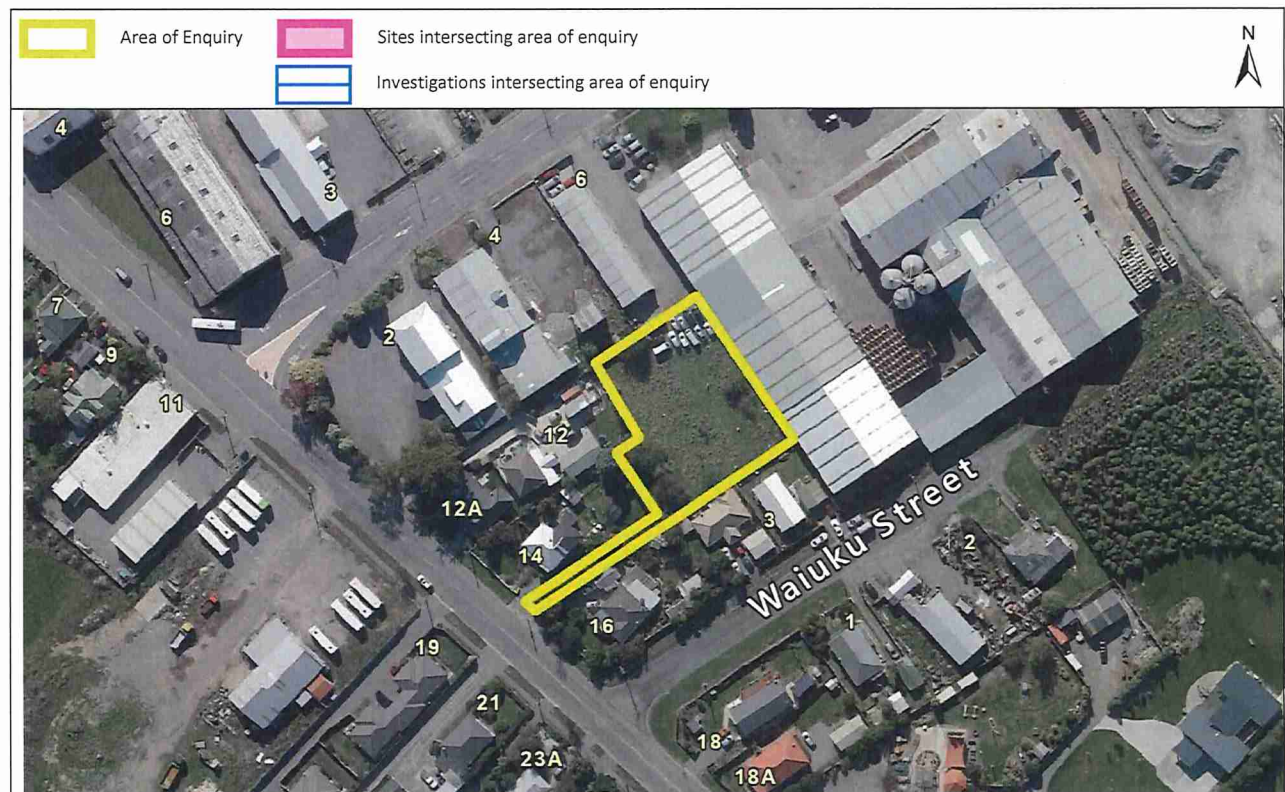 Area of Enquiry
Sites intersecting area of enquiry
Investigations intersecting area of enquiry
N
4
6
3
6
4
7
9
2
11
12
12A
3
14
2
Waiuku Street
16
1
19
21
18
23A
18A